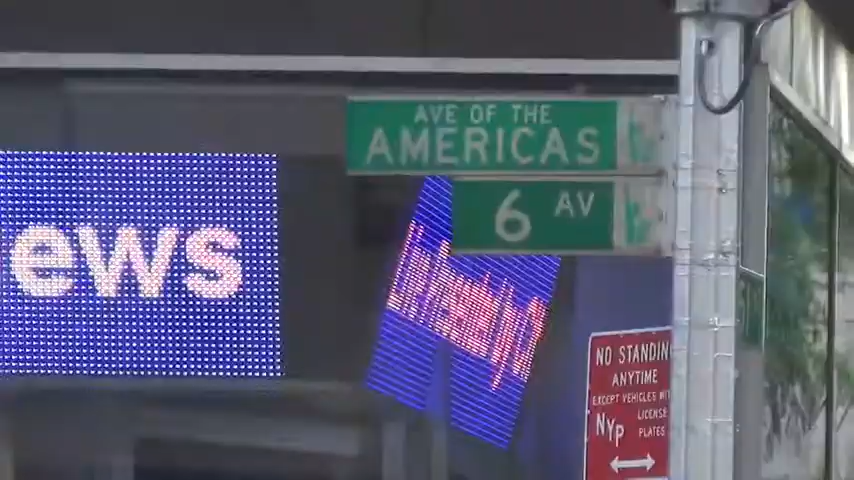 AVE OF THE
AMERICAS
6 AV
ews
NO STANDIN
ANYTIME
EXCEPT VEHICLES WI
NYP LICENSE
PLATES